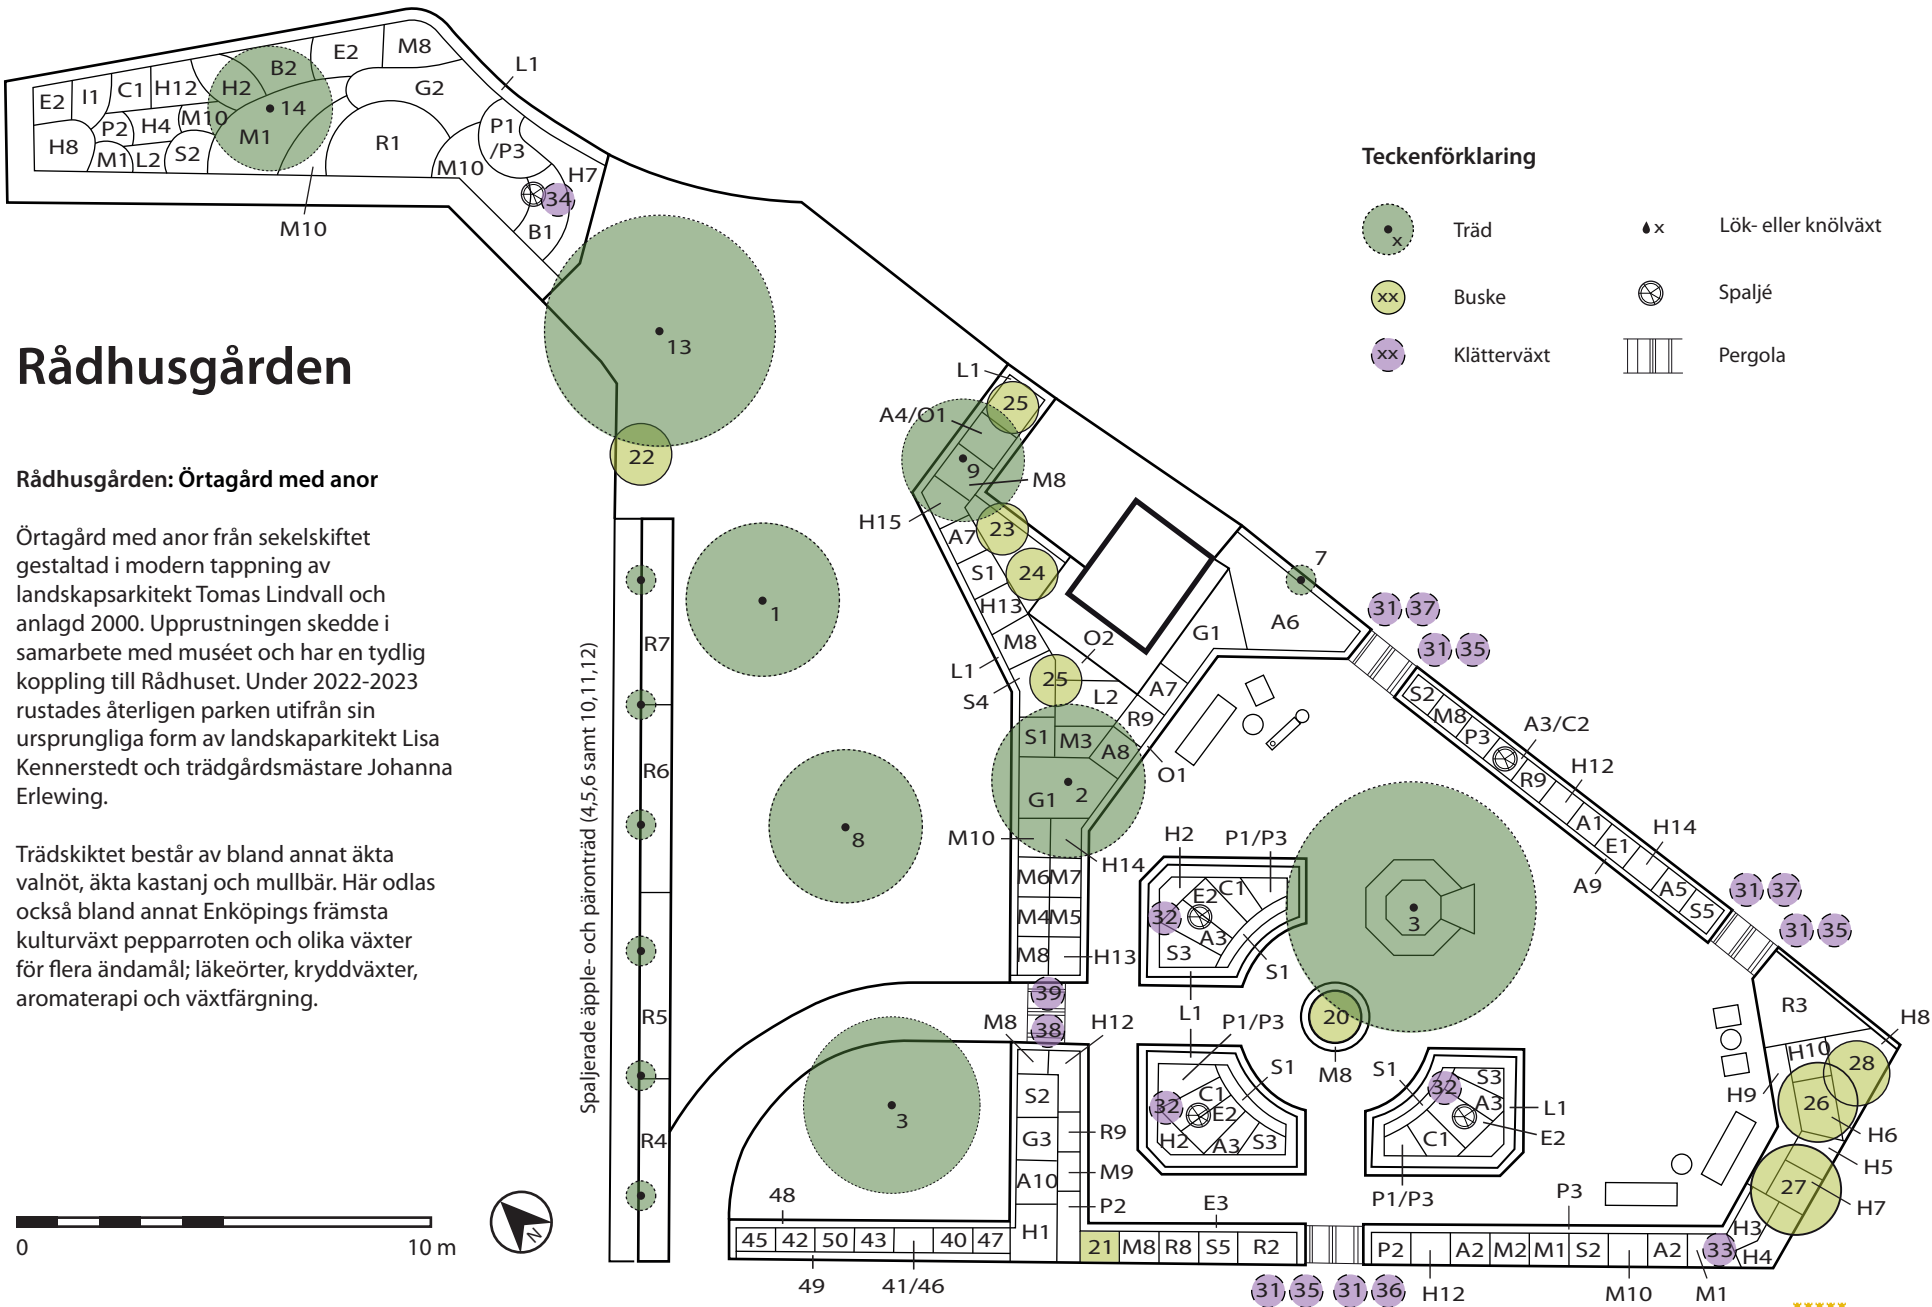 Rådhusgården
Rådhusgården: Örtagård med anor
Örtagård med anor från sekelskiftet
gestaltad i modern tappning av
landskapsarkitekt Tomas Lindvall och
anlagd 2000. Upprustningen skedde i
samarbete med muséet och har en tydlig
koppling till Rådhuset. Under 2022-2023
rustades återligen parken utifrån sin
ursprungliga form av landskaparkitekt Lisa
Kennerstedt och trädgårdsmästare Johanna
Erlewing.
Trädskiktet består av bland annat äkta
valnöt, äkta kastanj och mullbär. Här odlas
också bland annat Enköpings främsta
kulturväxt pepparroten och olika växter
för flera ändamål; läkeörter, kryddväxter,
aromaterapi och växtfärgning.
0 10 m
N
Teckenförklaring
x Träd
x Lök- eller knölväxt
xx Buske
Spaljé
xx Klätterväxt
Pergola
E2 I1 C1 H12 H2 B2 E2 M8 L1
14 G2
P2 H4 M10 M1
H8 M1 L2 S2 R1 M10 P1
/P3
H7
34
B1
M10
13
22
Spaljerade äpple- och päronträd (4,5,6 samt 10,11,12)
R7
R6
R5
R4
1
8
3
L1
25
A4/O1
9
M8
H15
A7 23
S1 24
H13
M8 O2
L1
S4 25 L2
S1 M3 A8
G1 2
M10 H14
M6 M7
M4 M5
M8 H13
39
38
G1
A7
R9
O1
7
A6
31 37
31 35
S2
M8
P3
A3/C2
R9
H12
A1
E1
H14
A9
A5
S5
31 37
31 35
H2 P1/P3
E2 C1
32
A3
S3 S1
L1
3
20
M8
P1/P3
S1
C1
32 E2
H2 A3 S3
S1 32 S3
A3 L1
C1 E2
P1/P3
R3
H8
H10 28
H9 26
H6
H5
27
H7
H3
H4
33
M8 H12
S2
G3 R9
A10 M9
P2
H1
48
45 42 50 43 40 47
49 41/46
E3
21 M8 R8 S5 R2
31 35 31 36
P3
P2 A2 M2 M1 S2 A2
H12 M10 M1